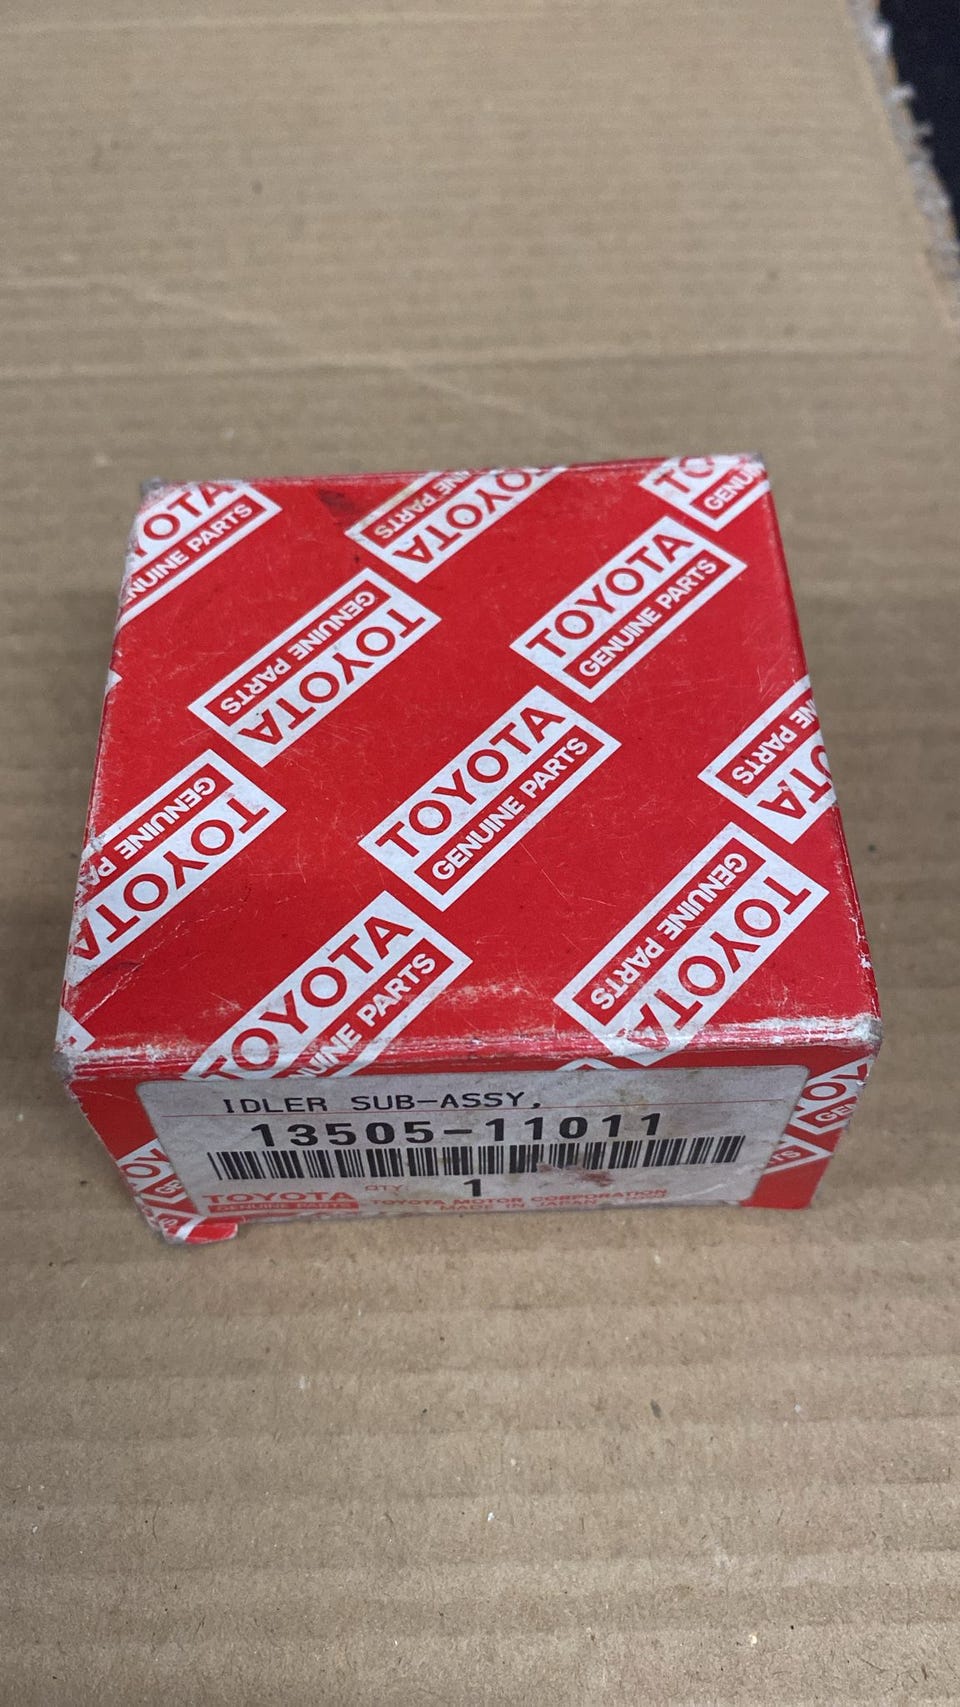 TOYOTA
GENUINE PARTS
TOYOTA
GENUINE PARTS
TOYOTA
GENUINE PARTS
TOYOTA
GENUINE PARTS
TOYOTA
GENUINE PARTS
TOYOTA
GENUINE PARTS
IDLER SUB-ASSY,
13505-11011
QTY 1
TOYOTA TOYOTA MOTOR CORPORATION
GENUINE PARTS MADE IN JAPAN